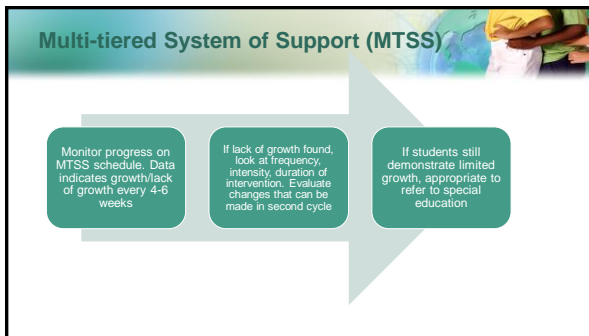 Multi-tiered System of Support (MTSS)
Monitor progress on
MTSS schedule. Data
indicates growth/lack
of growth every 4-6
weeks
If lack of growth found,
look at frequency,
intensity, duration of
intervention. Evaluate
changes that can be
made in second cycle
If students still
demonstrate limited
growth, appropriate to
refer to special
education